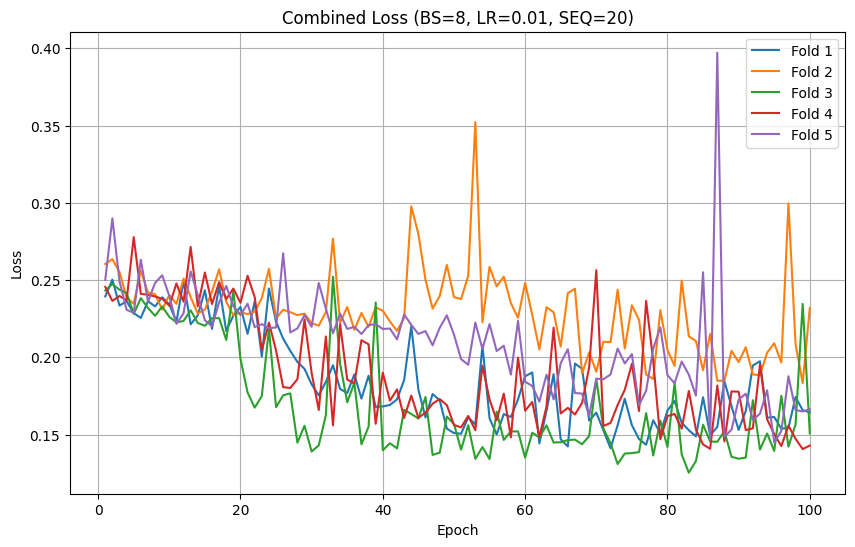 Combined Loss (BS=8, LR=0.01, SEQ=20)
Loss
0.40
0.35
0.30
0.25
0.20
0.15
Fold 1
Fold 2
Fold 3
Fold 4
Fold 5
0 20 40 60 80 100
Epoch